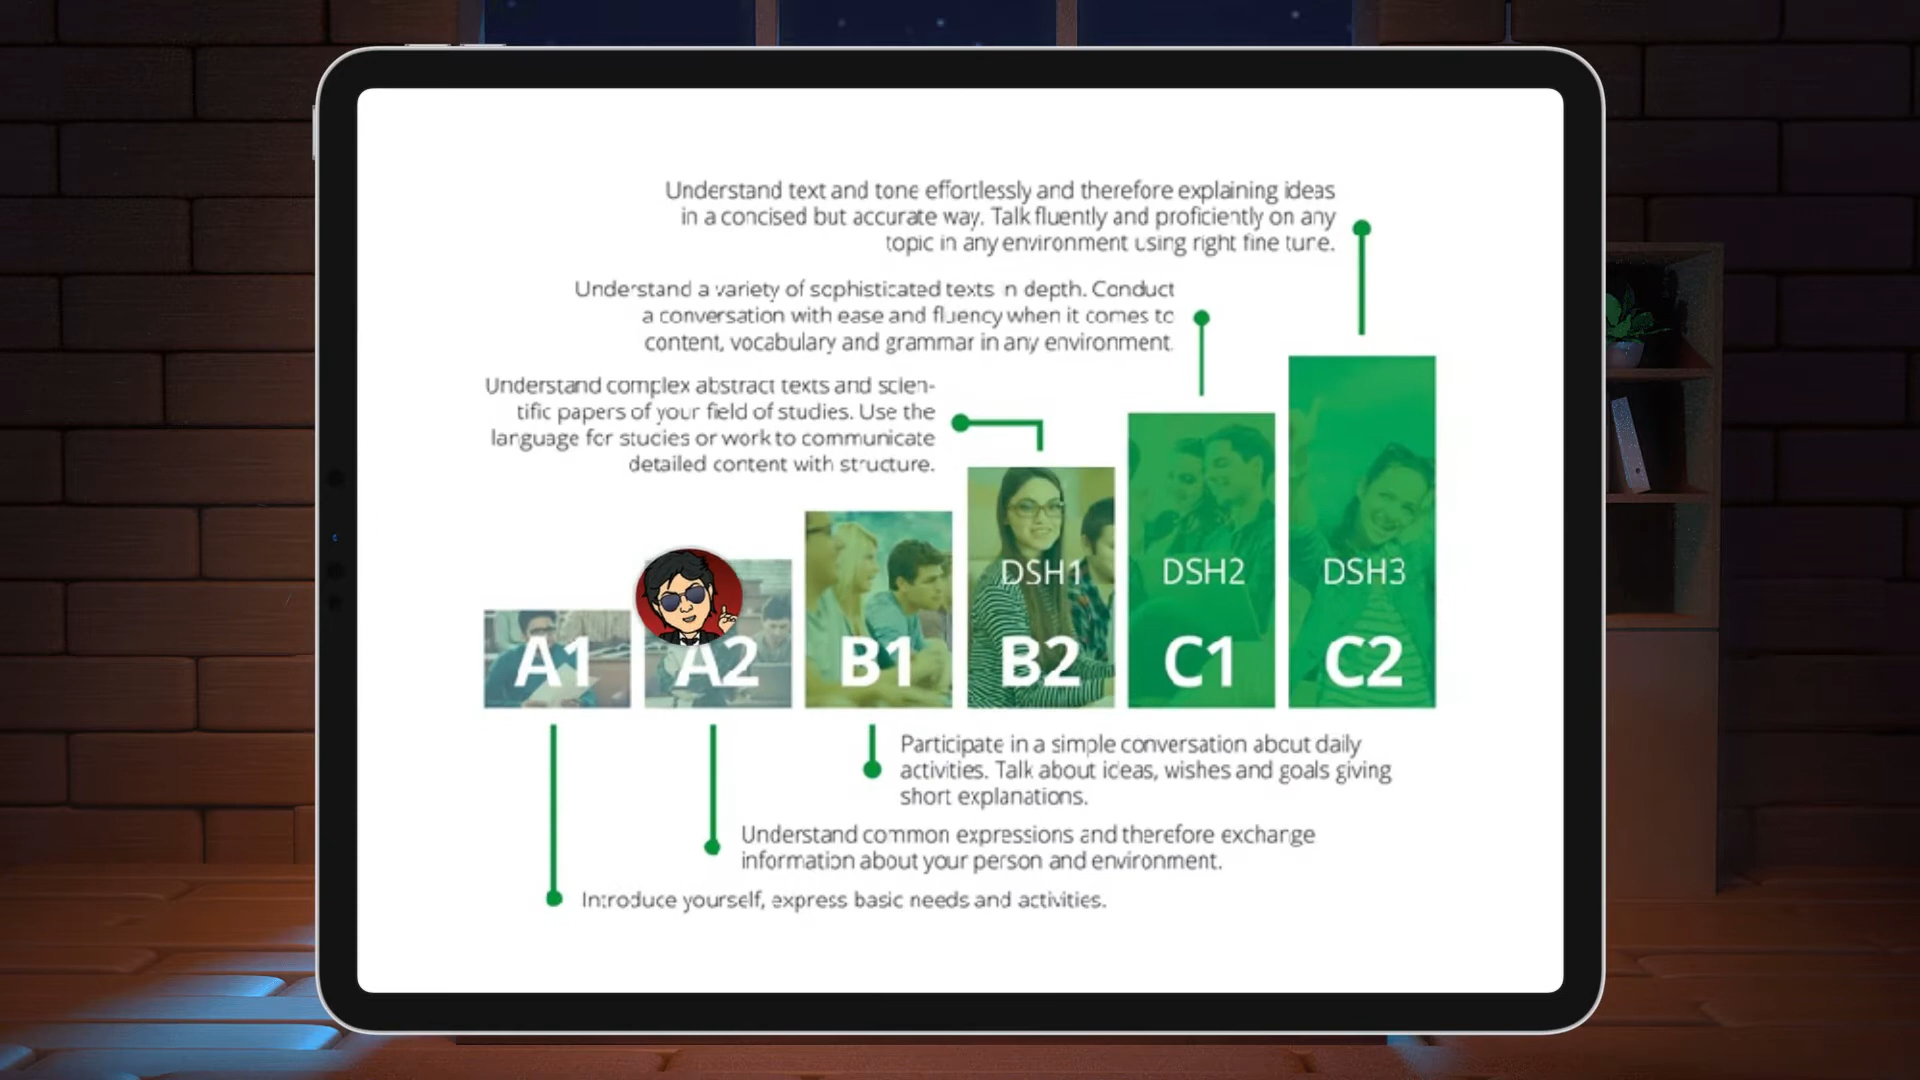 Understand text and tone effortlessly and therefore explaining ideas
in a concised but accurate way. Talk fluently and proficiently on any
topic in any environment using right fine tune.
Understand a variety of sophisticated texts in depth. Conduct
a conversation with ease and fluency when it comes to
content, vocabulary and grammar in any environment.
Understand complex abstract texts and scien-
tific papers of your field of studies. Use the
language for studies or work to communicate
detailed content with structure.
DSH1
DSH2
DSH3
A1
A2
B1
B2
C1
C2
Participate in a simple conversation about daily
activities. Talk about ideas, wishes and goals giving
short explanations.
Understand common expressions and therefore exchange
information about your person and environment.
Introduce yourself, express basic needs and activities.